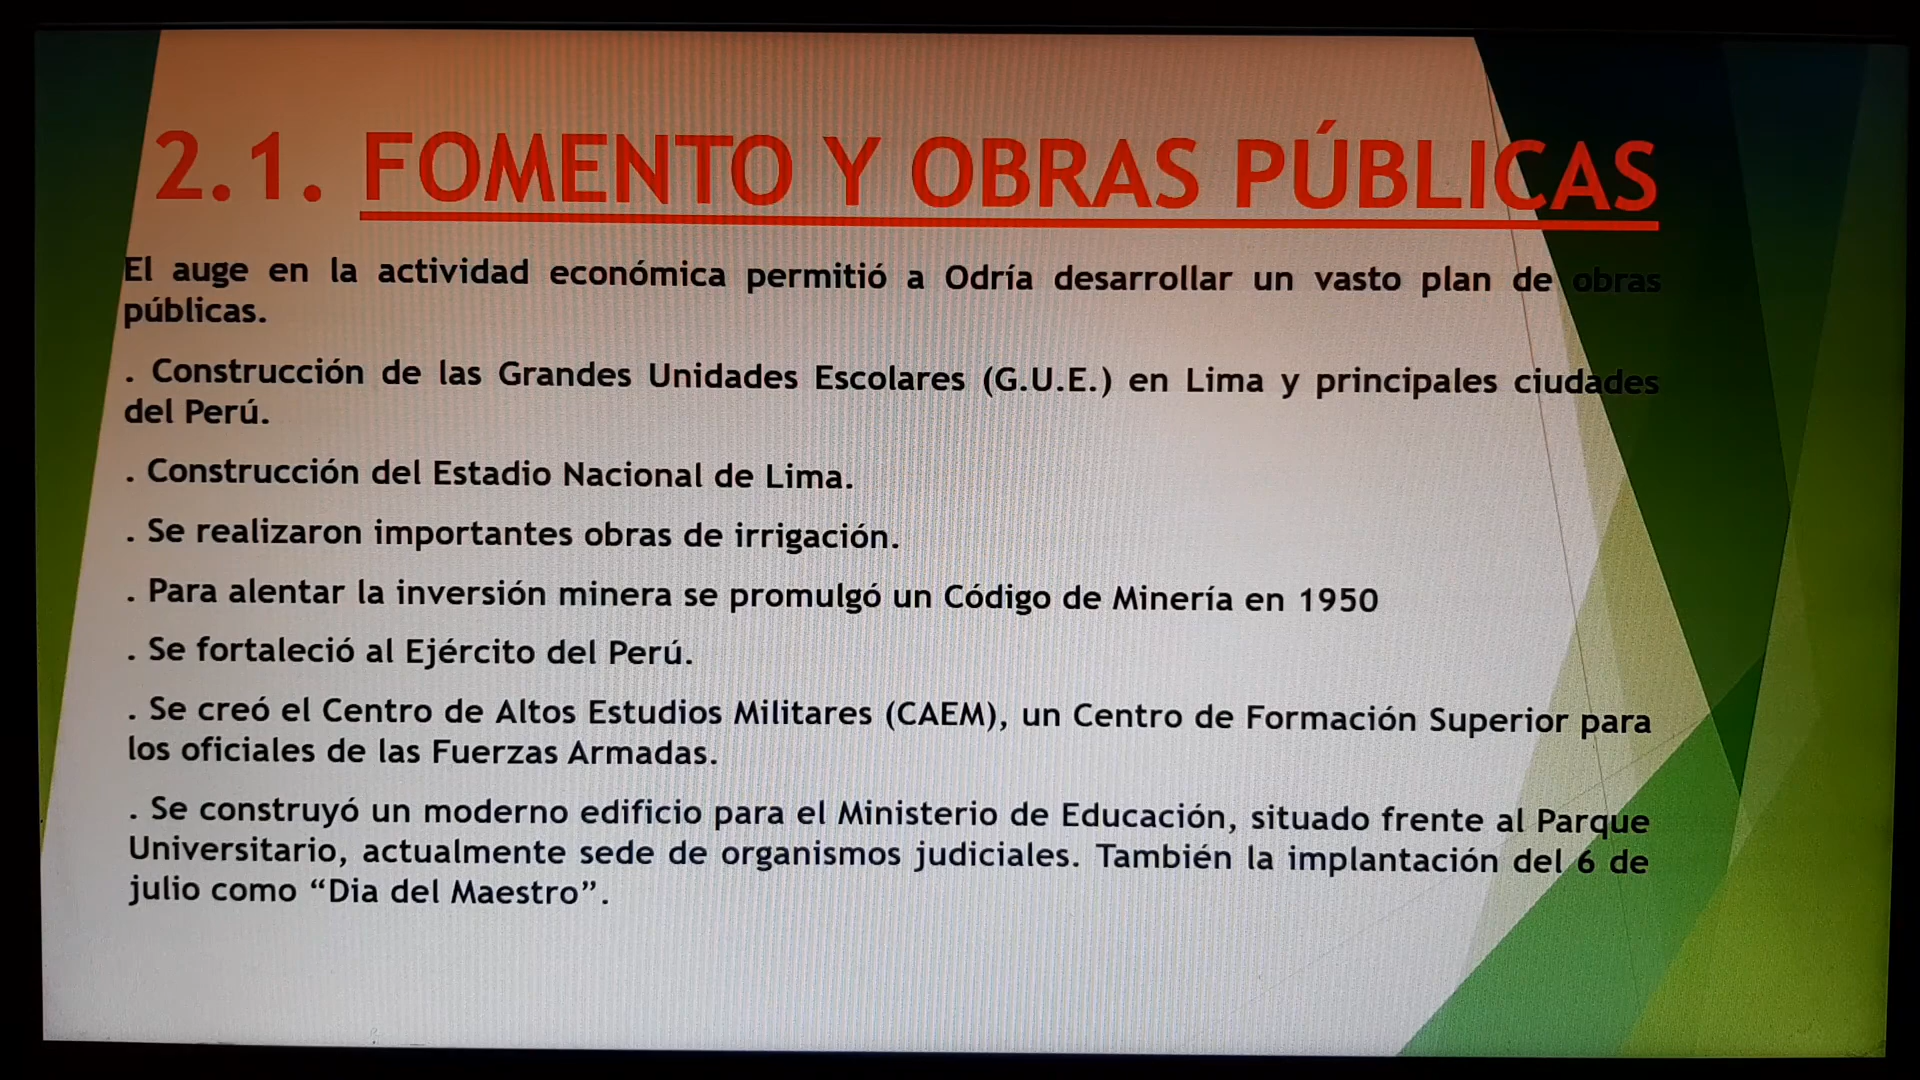 2.1. FOMENTO Y OBRAS PÚBLICAS
El auge en la actividad económica permitió a Odría desarrollar un vasto plan de obras
públicas.
. Construcción de las Grandes Unidades Escolares (G.U.E.) en Lima y principales ciudades
del Perú.
. Construcción del Estadio Nacional de Lima.
. Se realizaron importantes obras de irrigación.
. Para alentar la inversión minera se promulgó un Código de Minería en 1950
. Se fortaleció al Ejército del Perú.
. Se creó el Centro de Altos Estudios Militares (CAEM), un Centro de Formación Superior para
los oficiales de las Fuerzas Armadas.
. Se construyó un moderno edificio para el Ministerio de Educación, situado frente al Parque
Universitario, actualmente sede de organismos judiciales. También la implantación del 6 de
julio como “Dia del Maestro”.